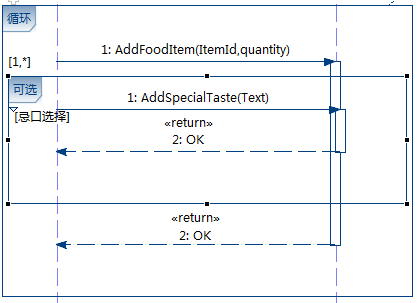 循环
1: AddFoodItem(ItemId,quantity)
[1,*]
可选
1: AddSpecialTaste(Text)
[忌口选择]
«return»
2: OK
«return»
2: OK